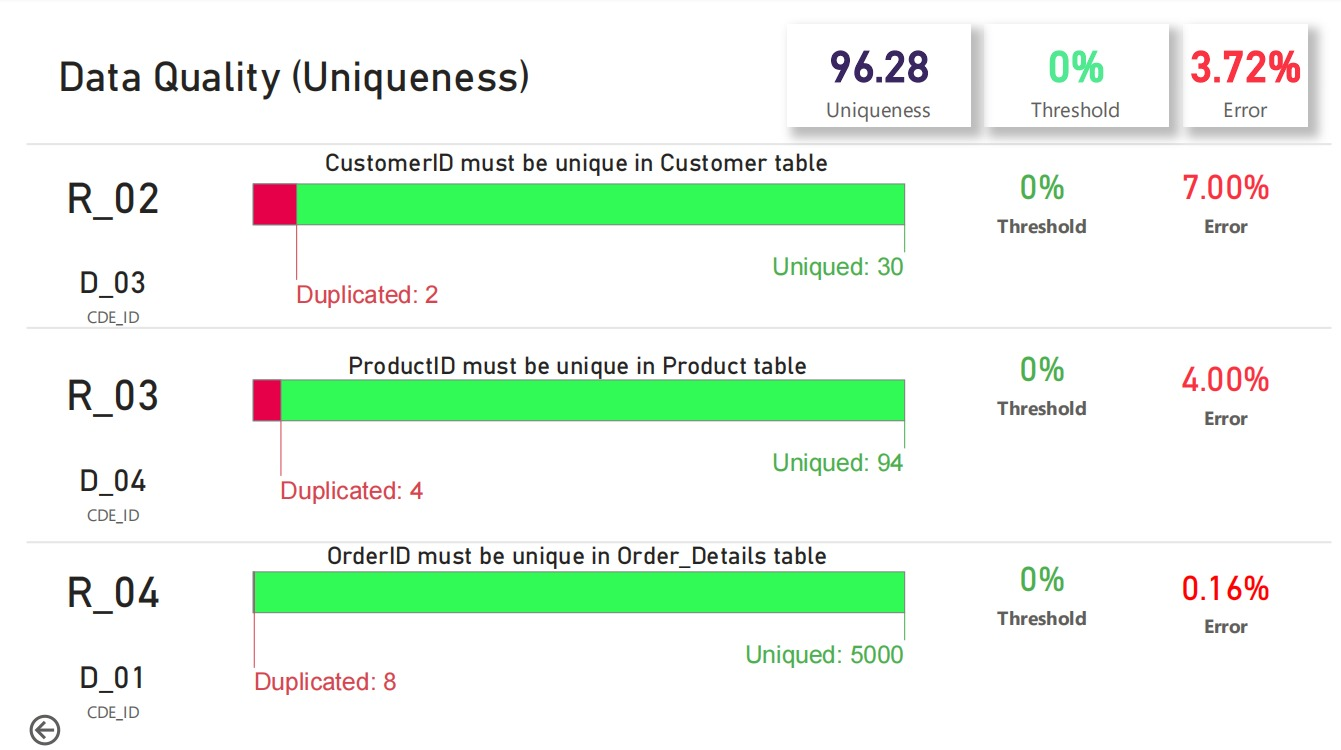 Data Quality (Uniqueness)
96.28
Uniqueness
0%
Threshold
3.72%
Error
R_02
D_03
CDE_ID
CustomerID must be unique in Customer table
Duplicated: 2
Uniqued: 30
0%
Threshold
7.00%
Error
R_03
D_04
CDE_ID
ProductID must be unique in Product table
Duplicated: 4
Uniqued: 94
0%
Threshold
4.00%
Error
R_04
D_01
CDE_ID
OrderID must be unique in Order_Details table
Duplicated: 8
Uniqued: 5000
0%
Threshold
0.16%
Error